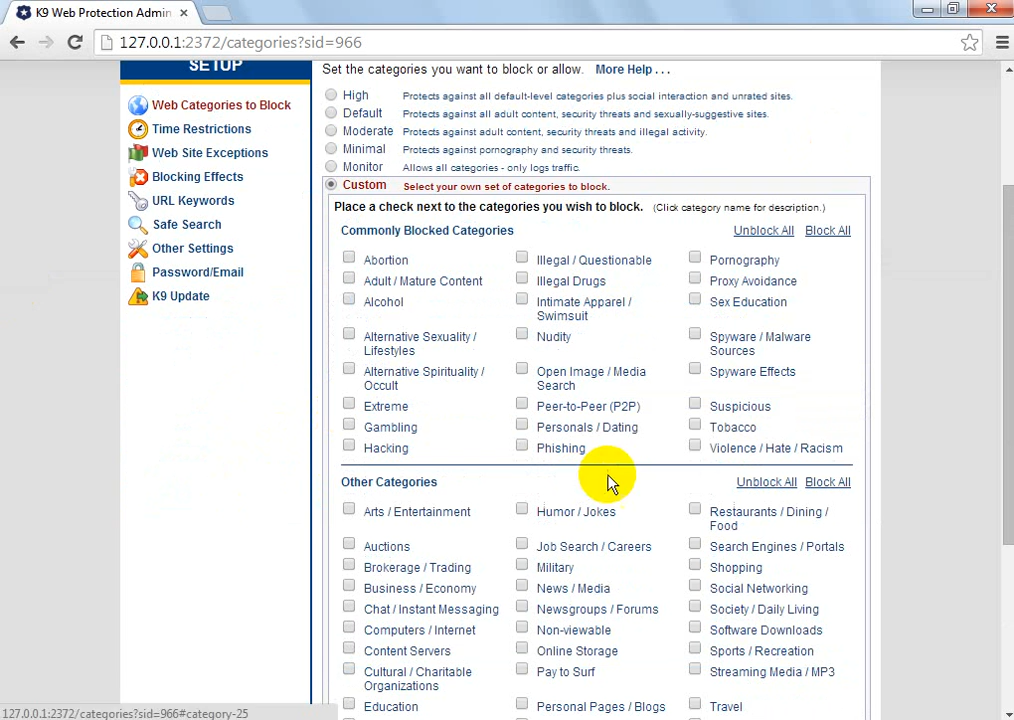 K9 Web Protection Admin
127.0.0.1:2372/categories?sid=966
SETUP
Web Categories to Block
Time Restrictions
Web Site Exceptions
Blocking Effects
URL Keywords
Safe Search
Other Settings
Password/Email
K9 Update
Set the categories you want to block or allow. More Help . . .
High Protects against all default-level categories plus social interaction and unrated sites.
Default Protects against all adult content, security threats and sexually-suggestive sites.
Moderate Protects against adult content, security threats and illegal activity.
Minimal Protects against pornography and security threats.
Monitor Allows all categories - only logs traffic.
Custom Select your own set of categories to block.
Place a check next to the categories you wish to block. (Click category name for description.)
Commonly Blocked Categories Unblock All Block All
Abortion Illegal / Questionable Pornography
Adult / Mature Content Illegal Drugs Proxy Avoidance
Alcohol Intimate Apparel / Sex Education
Swimsuit
Alternative Sexuality / Nudity Spyware / Malware
Lifestyles Sources
Alternative Spirituality / Open Image / Media Spyware Effects
Occult Search
Extreme Peer-to-Peer (P2P) Suspicious
Gambling Personals / Dating Tobacco
Hacking Phishing Violence / Hate / Racism
Other Categories Unblock All Block All
Arts / Entertainment Humor / Jokes Restaurants / Dining /
Food
Auctions Job Search / Careers Search Engines / Portals
Brokerage / Trading Military Shopping
Business / Economy News / Media Social Networking
Chat / Instant Messaging Newsgroups / Forums Society / Daily Living
Computers / Internet Non-viewable Software Downloads
Content Servers Online Storage Sports / Recreation
Cultural / Charitable Pay to Surf Streaming Media / MP3
Organizations
Education Personal Pages / Blogs Travel
127.0.0.1:2372/categories?sid=966#category-25